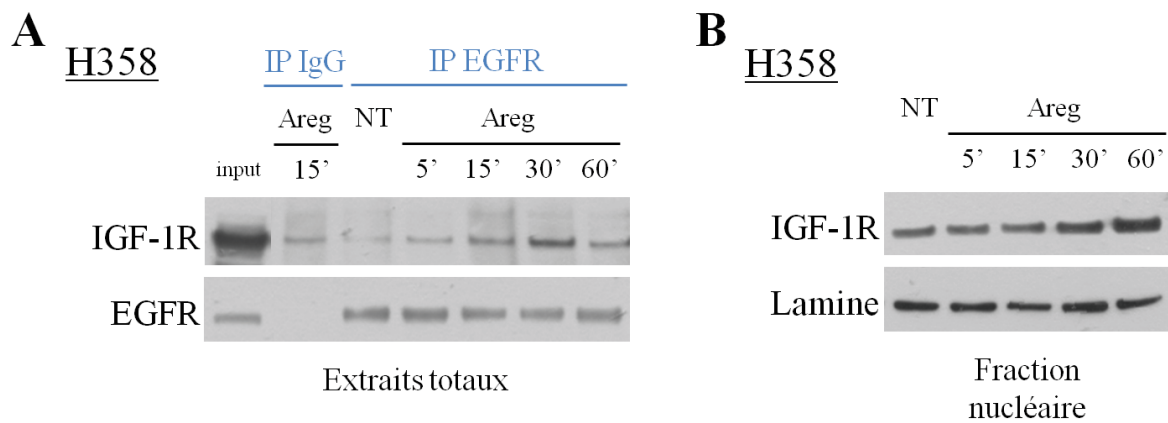 A
H358
IP IgG IP EGFR
Areg NT Areg
input 15’ 5’ 15’ 30’ 60’
IGF-1R
EGFR
Extraits totaux
B
H358
NT Areg
5’ 15’ 30’ 60’
IGF-1R
Lamine
Fraction
nucléaire